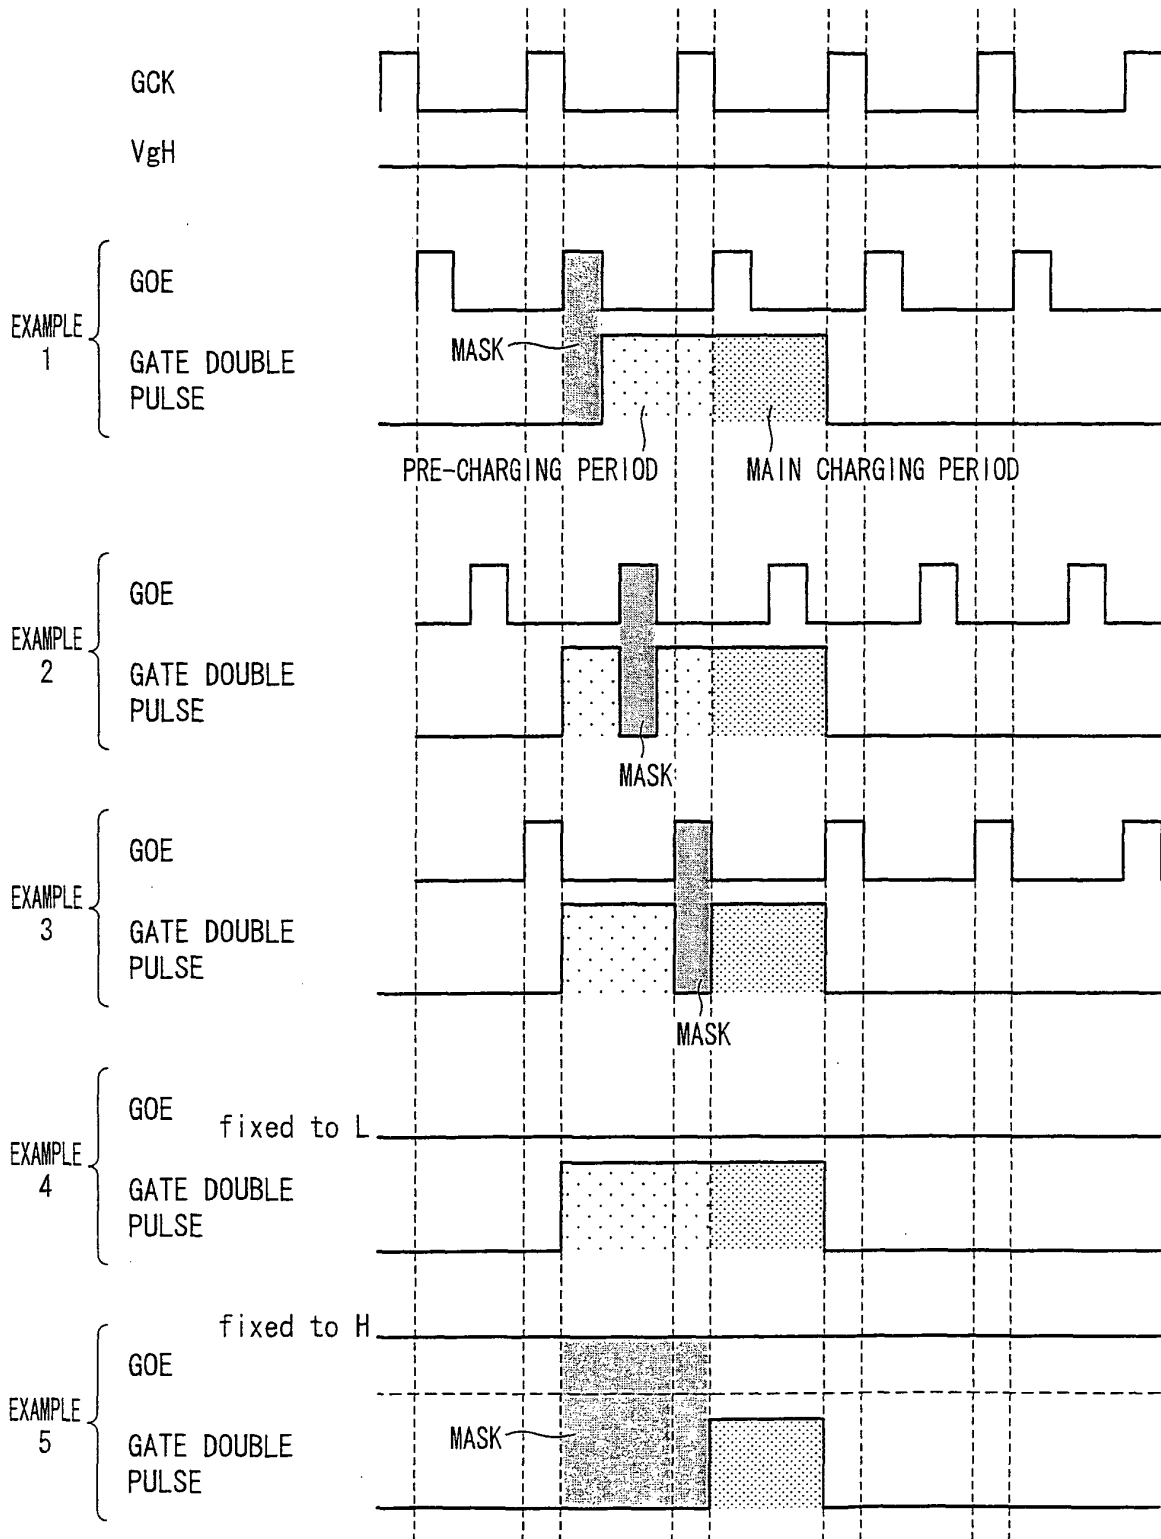 GCK
VgH
EXAMPLE
1
GOE
GATE DOUBLE
PULSE
MASK
PRE-CHARGING PERIOD
MAIN CHARGING PERIOD
EXAMPLE
2
GOE
GATE DOUBLE
PULSE
MASK
EXAMPLE
3
GOE
GATE DOUBLE
PULSE
MASK
EXAMPLE
4
GOE
fixed to L
GATE DOUBLE
PULSE
fixed to H
EXAMPLE
5
GOE
MASK
GATE DOUBLE
PULSE